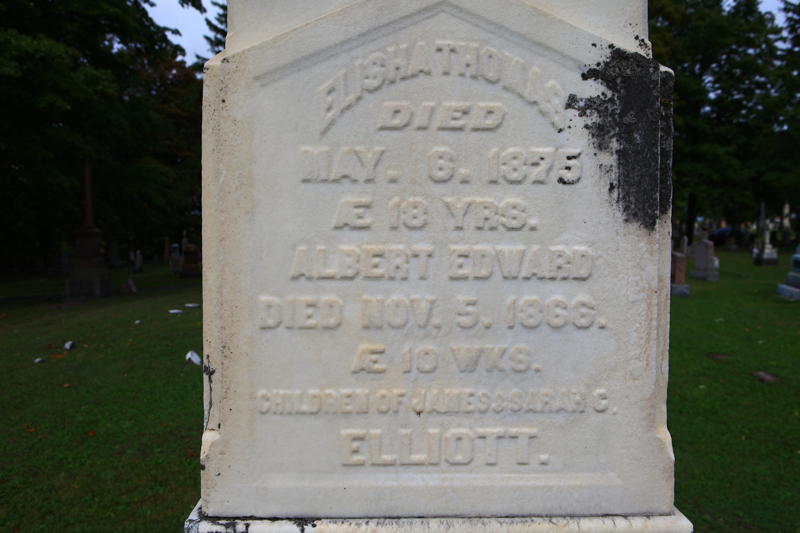 ELISHA THOMAS.
DIED
MAY. 6. 1875
Æ 18 YRS.
ALBERT EDWARD
DIED NOV. 5. 1866.
Æ 10 WKS.
CHILDREN OF JAMES & SARAH C.
ELLIOTT.